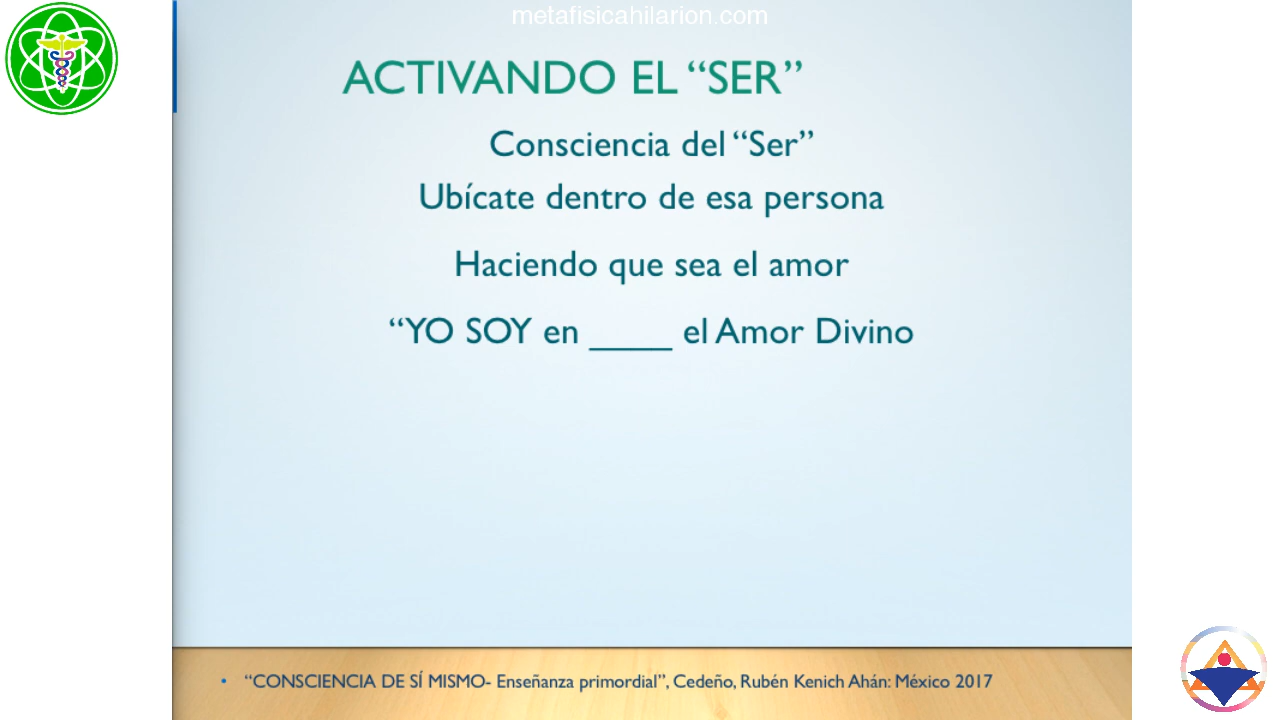 metafisicahilarion.com
ACTIVANDO EL “SER”
Consciencia del “Ser”
Ubícate dentro de esa persona
Haciendo que sea el amor
“YO SOY en ____ el Amor Divino
• “CONSCIENCIA DE SÍ MISMO- Enseñanza primordial”, Cedeño, Rubén Kenich Ahán: México 2017